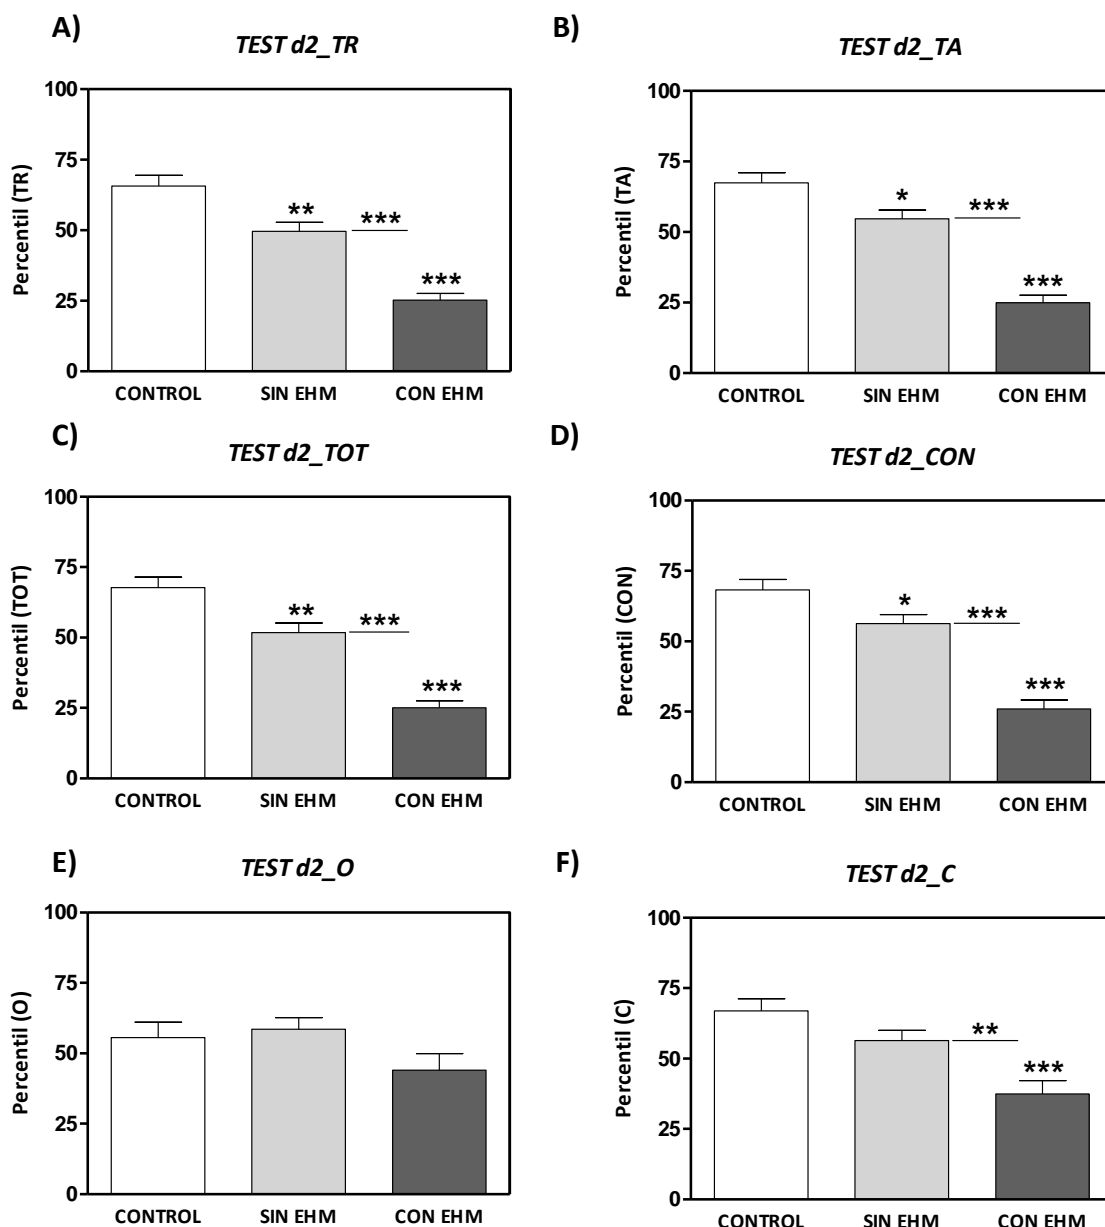 A)
TEST d2_TR
Percentil (TR)
100
75
50
25
0
**
***
***
CONTROL
SIN EHM
CON EHM
B)
TEST d2_TA
Percentil (TA)
100
75
50
25
0
*
***
***
CONTROL
SIN EHM
CON EHM
C)
TEST d2_TOT
Percentil (TOT)
100
75
50
25
0
**
***
***
CONTROL
SIN EHM
CON EHM
D)
TEST d2_CON
Percentil (CON)
100
75
50
25
0
*
***
***
CONTROL
SIN EHM
CON EHM
E)
TEST d2_O
Percentil (O)
100
75
50
25
0
CONTROL
SIN EHM
CON EHM
F)
TEST d2_C
Percentil (C)
100
75
50
25
0
**
***
CONTROL
SIN EHM
CON EHM